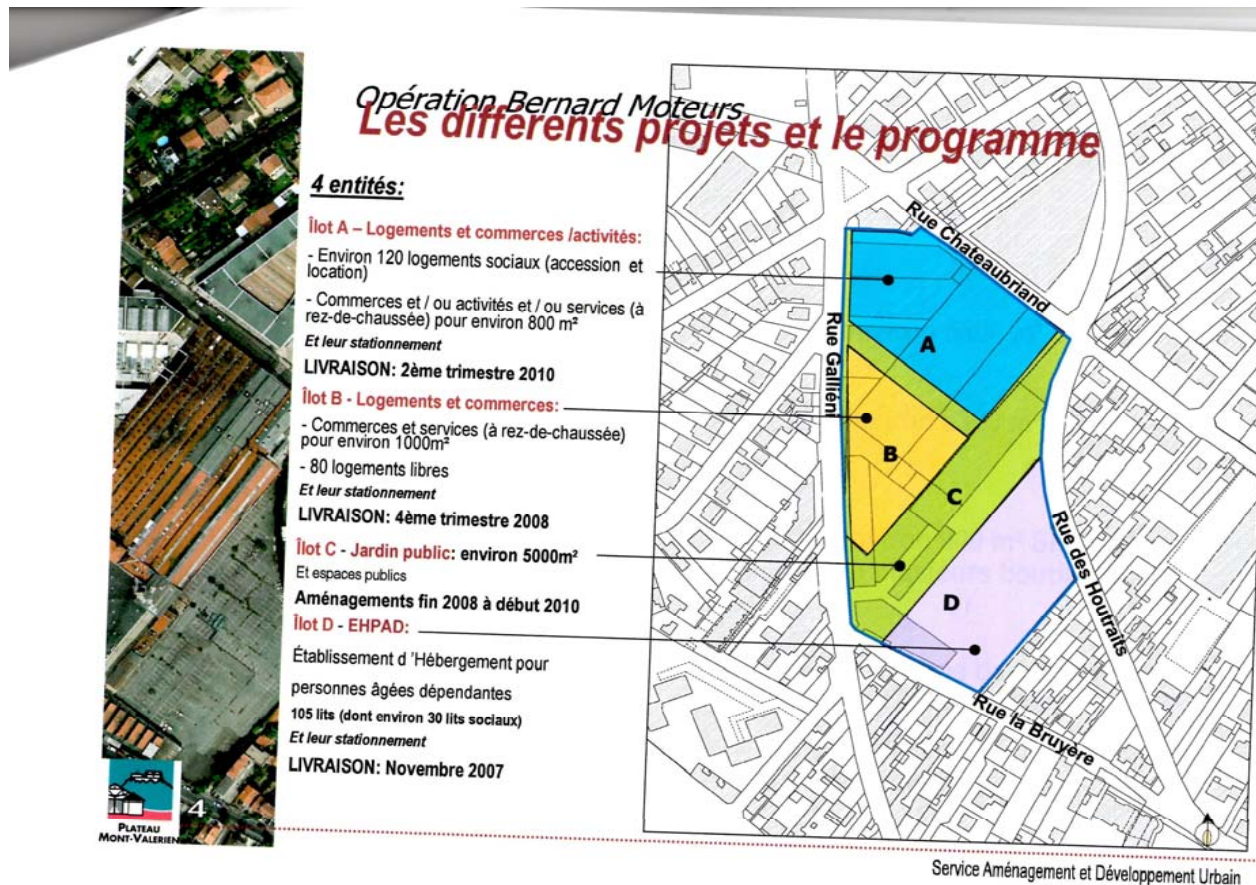 Opération Bernard Moteurs
Les différents projets et le programme
4 entités:
Îlot A – Logements et commerces /activités:
- Environ 120 logements sociaux (accession et
location)
- Commerces et / ou activités et / ou services (à
rez-de-chaussée) pour environ 800 m²
Et leur stationnement
LIVRAISON: 2ème trimestre 2010
Îlot B - Logements et commerces:
- Commerces et services (à rez-de-chaussée)
pour environ 1000m²
- 80 logements libres
Et leur stationnement
LIVRAISON: 4ème trimestre 2008
Îlot C - Jardin public: environ 5000m²
Et espaces publics
Aménagements fin 2008 à début 2010
Îlot D - EHPAD:
Établissement d 'Hébergement pour
personnes âgées dépendantes
105 lits (dont environ 30 lits sociaux)
Et leur stationnement
LIVRAISON: Novembre 2007
Rue Chateaubriand
Rue Galliéni
A
B
C
D
Rue des Houtraits
Rue la Bruyère
PLATEAU
MONT-VALERIEN
4
Service Aménagement et Développement Urbain